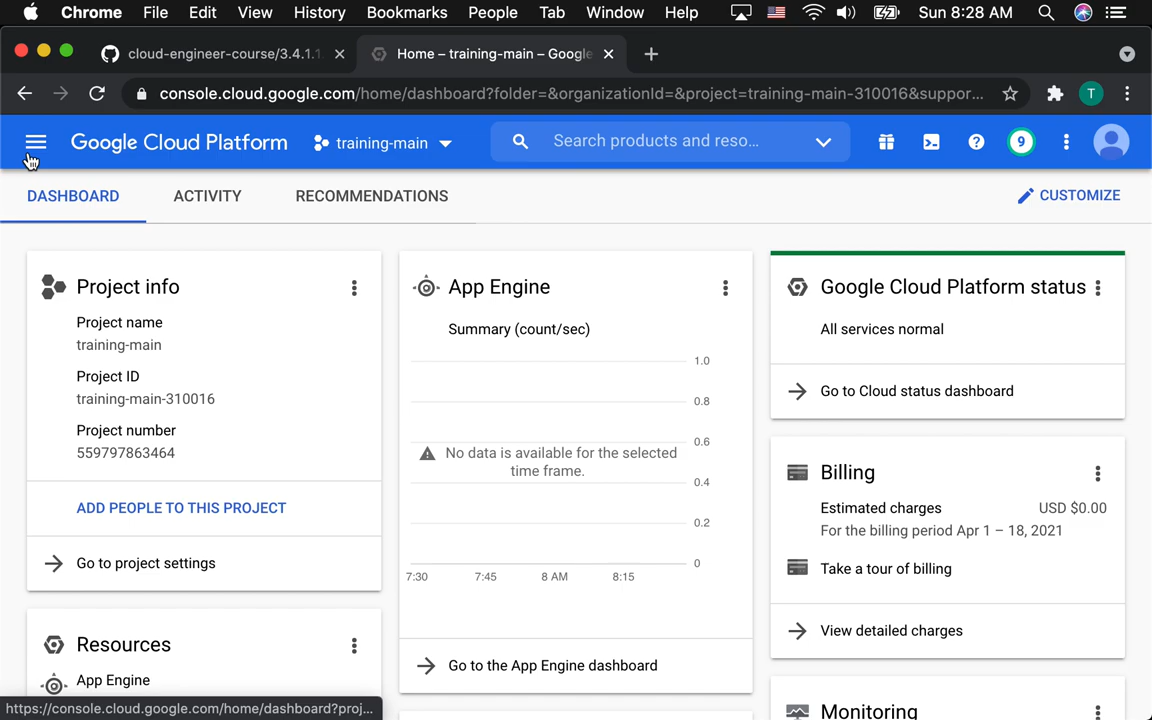 Chrome File Edit View History Bookmarks People Tab Window Help Sun 8:28 AM
cloud-engineer-course/3.4.1.1
Home – training-main – Google
console.cloud.google.com/home/dashboard?folder=&organizationId=&project=training-main-310016&suppor...
T
Google Cloud Platform
training-main
Search products and reso...
9
DASHBOARD
ACTIVITY
RECOMMENDATIONS
CUSTOMIZE
Project info
Project name
training-main
Project ID
training-main-310016
Project number
559797863464
ADD PEOPLE TO THIS PROJECT
Go to project settings
Resources
App Engine
App Engine
Summary (count/sec)
1.0
0.8
0.6
No data is available for the selected
time frame.
0.4
0.2
0
7:30 7:45 8 AM 8:15
Go to the App Engine dashboard
Google Cloud Platform status
All services normal
Go to Cloud status dashboard
Billing
Estimated charges USD $0.00
For the billing period Apr 1 – 18, 2021
Take a tour of billing
View detailed charges
Monitoring
https://console.cloud.google.com/home/dashboard?proj...